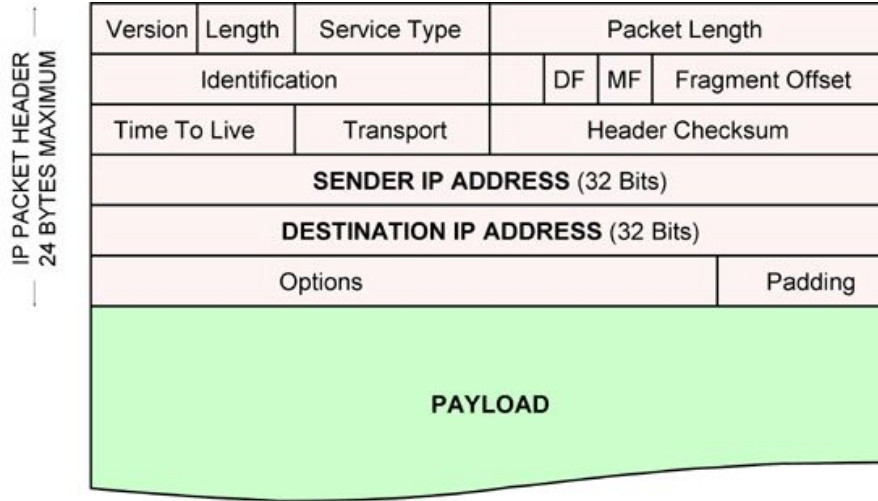 IP PACKET HEADER
24 BYTES MAXIMUM
Version Length Service Type Packet Length
Identification DF MF Fragment Offset
Time To Live Transport Header Checksum
SENDER IP ADDRESS (32 Bits)
DESTINATION IP ADDRESS (32 Bits)
Options Padding
PAYLOAD